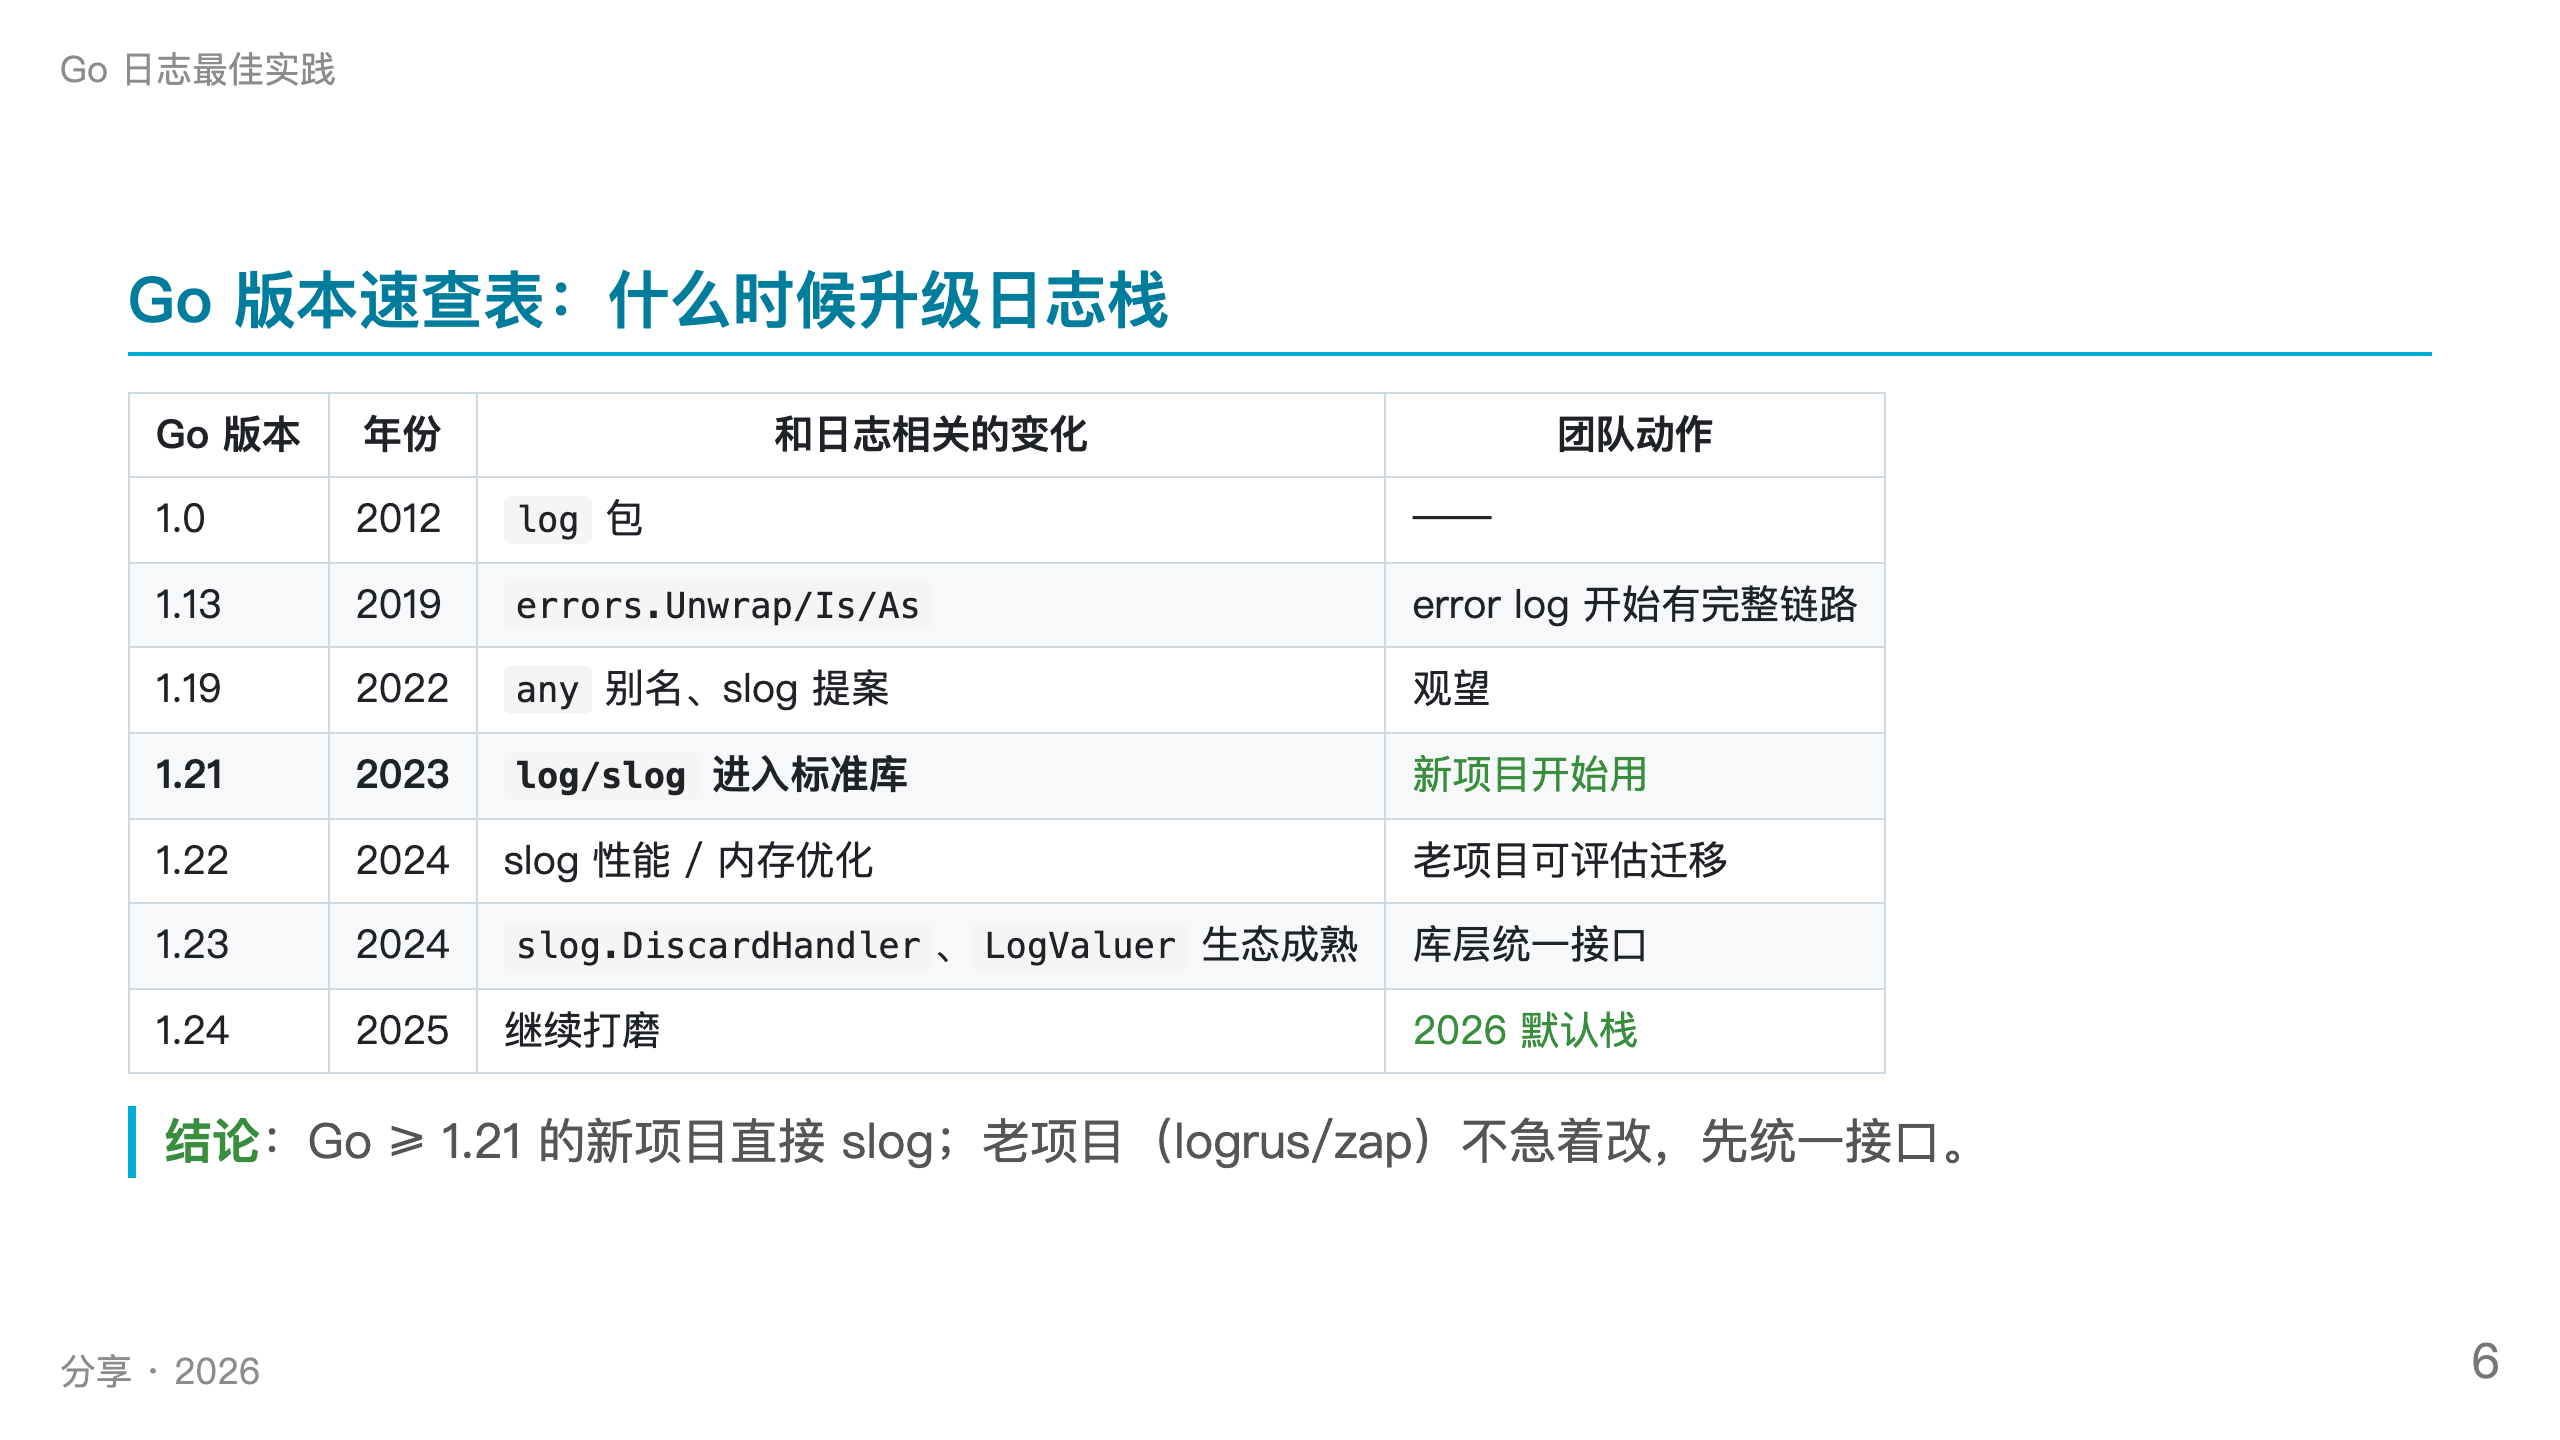 Go 日志最佳实践
Go 版本速查表：什么时候升级日志栈
Go 版本 年份 和日志相关的变化 团队动作
1.0 2012 log 包 ——
1.13 2019 errors.Unwrap/Is/As error log 开始有完整链路
1.19 2022 any 别名、slog 提案 观望
1.21 2023 log/slog 进入标准库 新项目开始用
1.22 2024 slog 性能 / 内存优化 老项目可评估迁移
1.23 2024 slog.DiscardHandler、LogValuer 生态成熟 库层统一接口
1.24 2025 继续打磨 2026 默认栈
结论：Go ≥ 1.21 的新项目直接 slog；老项目（logrus/zap）不急着改，先统一接口。
分享 · 2026
6